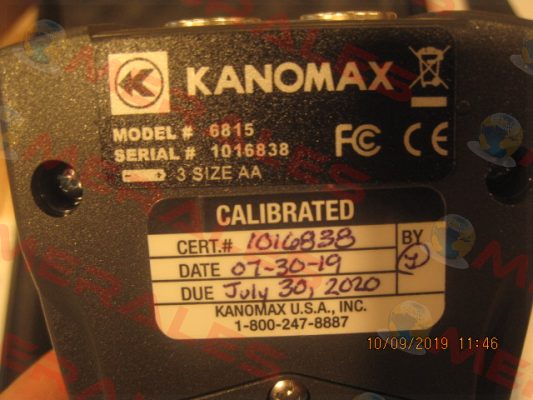 KANOMAX
MODEL # 6815
SERIAL # 1016838
FC CE
3 SIZE AA
CALIBRATED
CERT.# 1016838 BY
DATE 07-30-19
DUE July 30, 2020
KANOMAX U.S.A., INC.
1-800-247-8887
10/09/2019 11:46